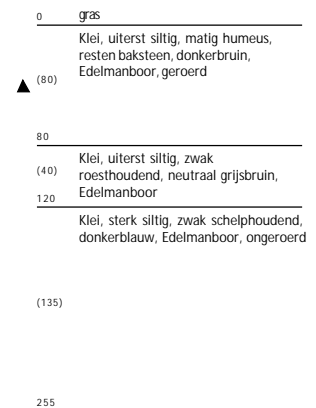 0 gras
Klei, uiterst siltig, matig humeus,
resten baksteen, donkerbruin,
Edelmanboor, geroerd
(80)
80
Klei, uiterst siltig, zwak
(40) roesthoudend, neutraal grijsbruin,
120 Edelmanboor
Klei, sterk siltig, zwak schelphoudend,
donkerblauw, Edelmanboor, ongeroerd
(135)
255